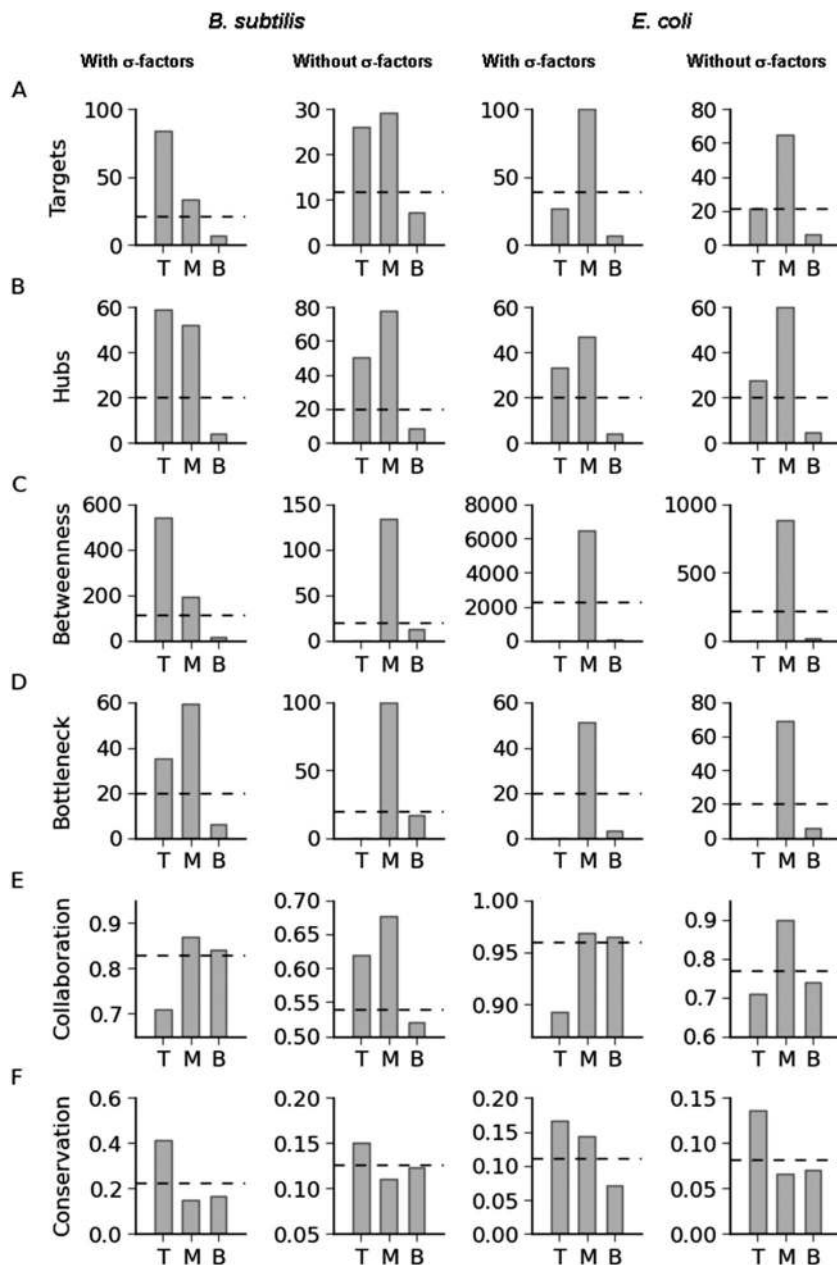 B. subtilis E. coli
With σ-factors Without σ-factors With σ-factors Without σ-factors
A
Targets
100 50 0
30 20 10 0
100 50 0
80 60 40 20 0
T M B T M B T M B T M B
B
Hubs
60 40 20 0
80 60 40 20 0
60 40 20 0
60 40 20 0
T M B T M B T M B T M B
C
Betweenness
600 400 200 0
150 100 50 0
8000 6000 4000 2000 0
1000 500 0
T M B T M B T M B T M B
D
Bottleneck
60 40 20 0
100 50 0
60 40 20 0
80 60 40 20 0
T M B T M B T M B T M B
E
Collaboration
0.9 0.8 0.7
0.70 0.65 0.60 0.55 0.50
1.00 0.95 0.90
0.9 0.8 0.7 0.6
T M B T M B T M B T M B
F
Conservation
0.6 0.4 0.2 0.0
0.20 0.15 0.10 0.05
0.20 0.15 0.10 0.05 0.00
0.15 0.10 0.05 0.00
T M B T M B T M B T M B